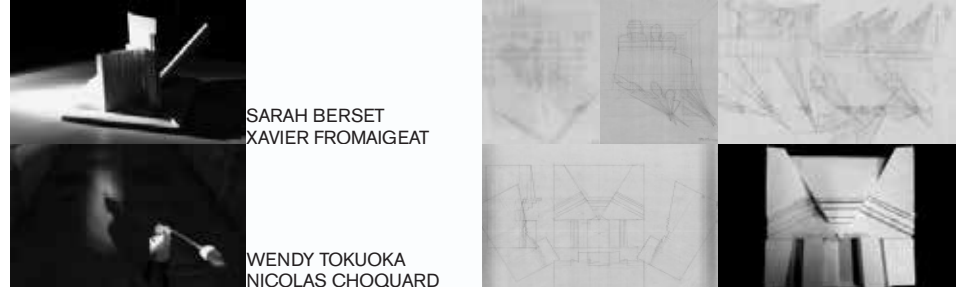 SARAH BERSET
XAVIER FROMAIGEAT
WENDY TOKUOKA
NICOLAS CHOQUARD